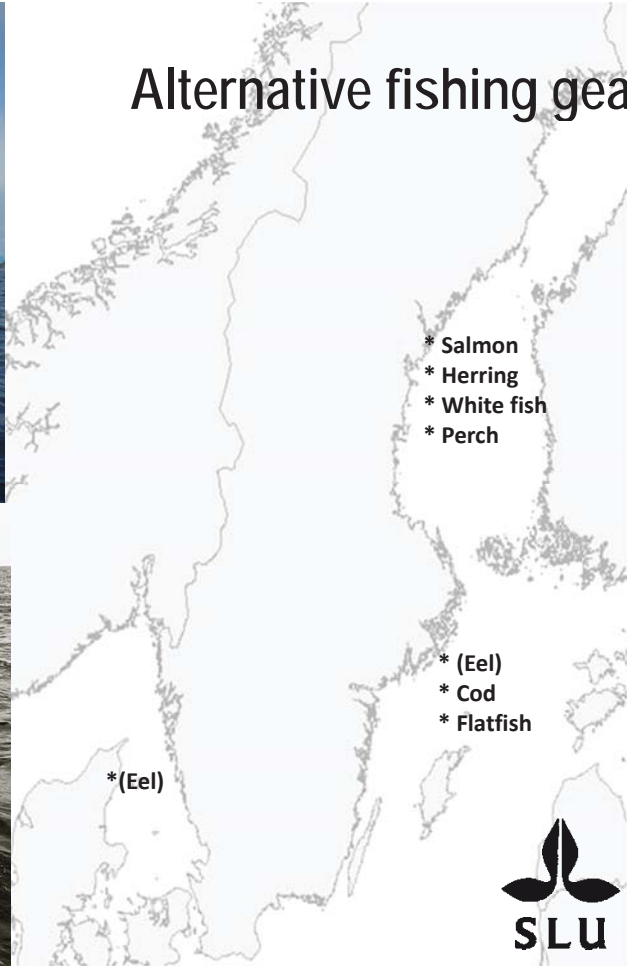 Alternative fishing gea
* Salmon
* Herring
* White fish
* Perch
* (Eel)
* Cod
* Flatfish
*(Eel)
SLU